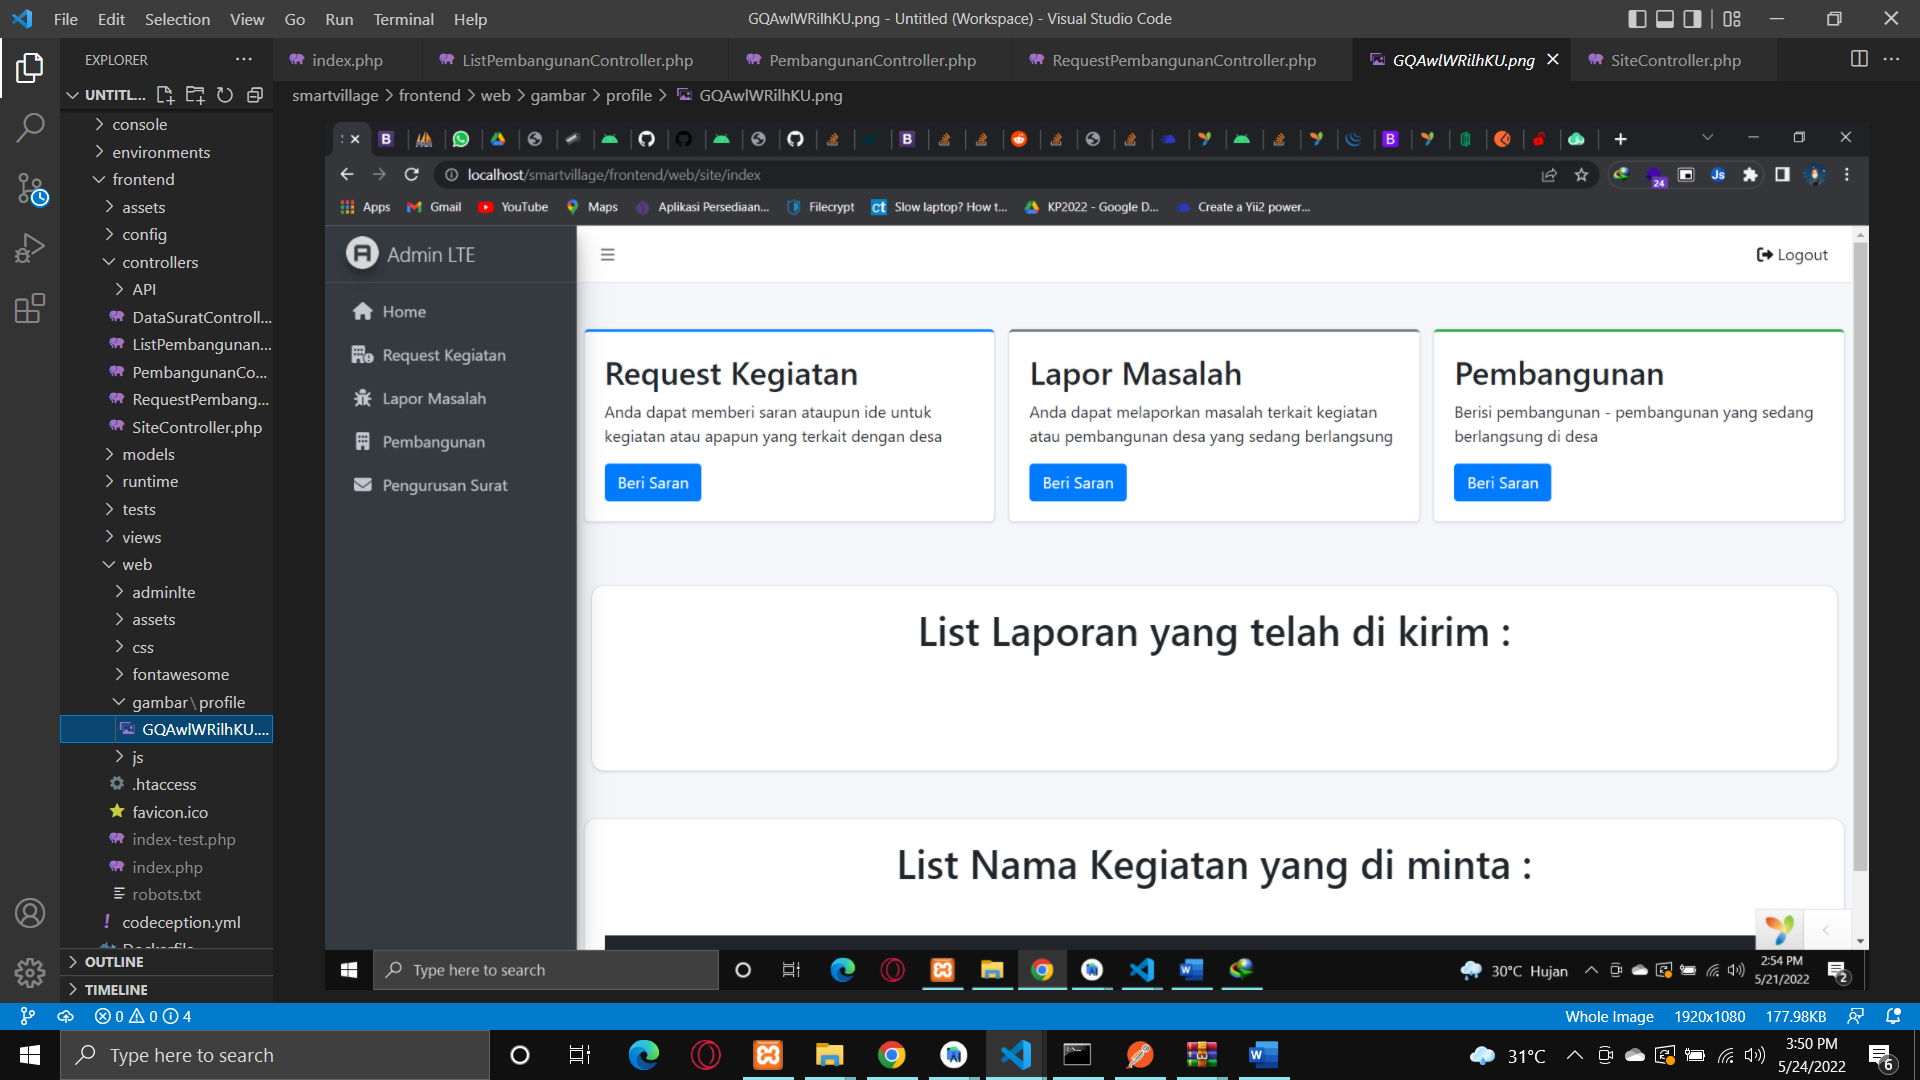 File Edit Selection View Go Run Terminal Help
GQAwlWRilhKU.png - Untitled (Workspace) - Visual Studio Code
EXPLORER
index.php
ListPembangunanController.php
PembangunanController.php
RequestPembangunanController.php
GQAwlWRilhKU.png
SiteController.php
UNTITL...
smartvillage > frontend > web > gambar > profile > GQAwlWRilhKU.png
console
environments
frontend
assets
config
controllers
API
DataSuratControll...
ListPembangunan...
PembangunanCo...
RequestPembang...
SiteController.php
models
runtime
tests
views
web
adminlte
assets
css
fontawesome
gambar\profile
GQAwlWRilhKU....
js
.htaccess
favicon.ico
index-test.php
index.php
robots.txt
codeception.yml
Dockerfile
OUTLINE
TIMELINE
localhost/smartvillage/frontend/web/site/index
24
Js
Apps Gmail YouTube Maps Aplikasi Persediaan... Filecrypt ct Slow laptop? How t... KP2022 - Google D... Create a Yii2 power...
Admin LTE
Logout
Home
Request Kegiatan
Lapor Masalah
Pembangunan
Pengurusan Surat
Request Kegiatan
Anda dapat memberi saran ataupun ide untuk
kegiatan atau apapun yang terkait dengan desa
Beri Saran
Lapor Masalah
Anda dapat melaporkan masalah terkait kegiatan
atau pembangunan desa yang sedang berlangsung
Beri Saran
Pembangunan
Berisi pembangunan - pembangunan yang sedang
berlangsung di desa
Beri Saran
List Laporan yang telah di kirim :
List Nama Kegiatan yang di minta :
Type here to search
30°C Hujan
2:54 PM
5/21/2022
2
0 0 4
Whole Image 1920x1080 177.98KB
Type here to search
31°C
3:50 PM
5/24/2022
6